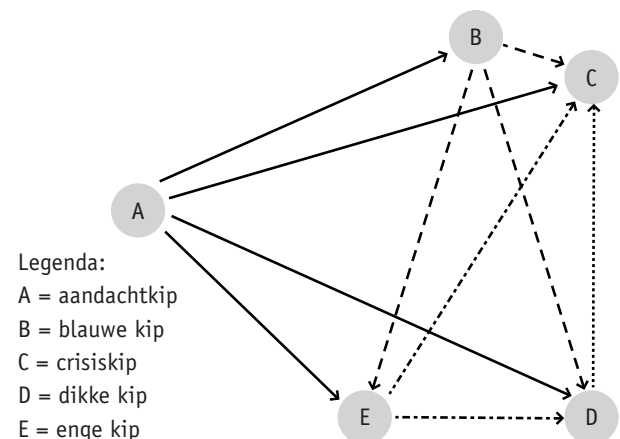 B
C
A
Legenda:
A = aandachtkip
B = blauwe kip
C = crisiskip
D = dikke kip
E = enge kip
E
D